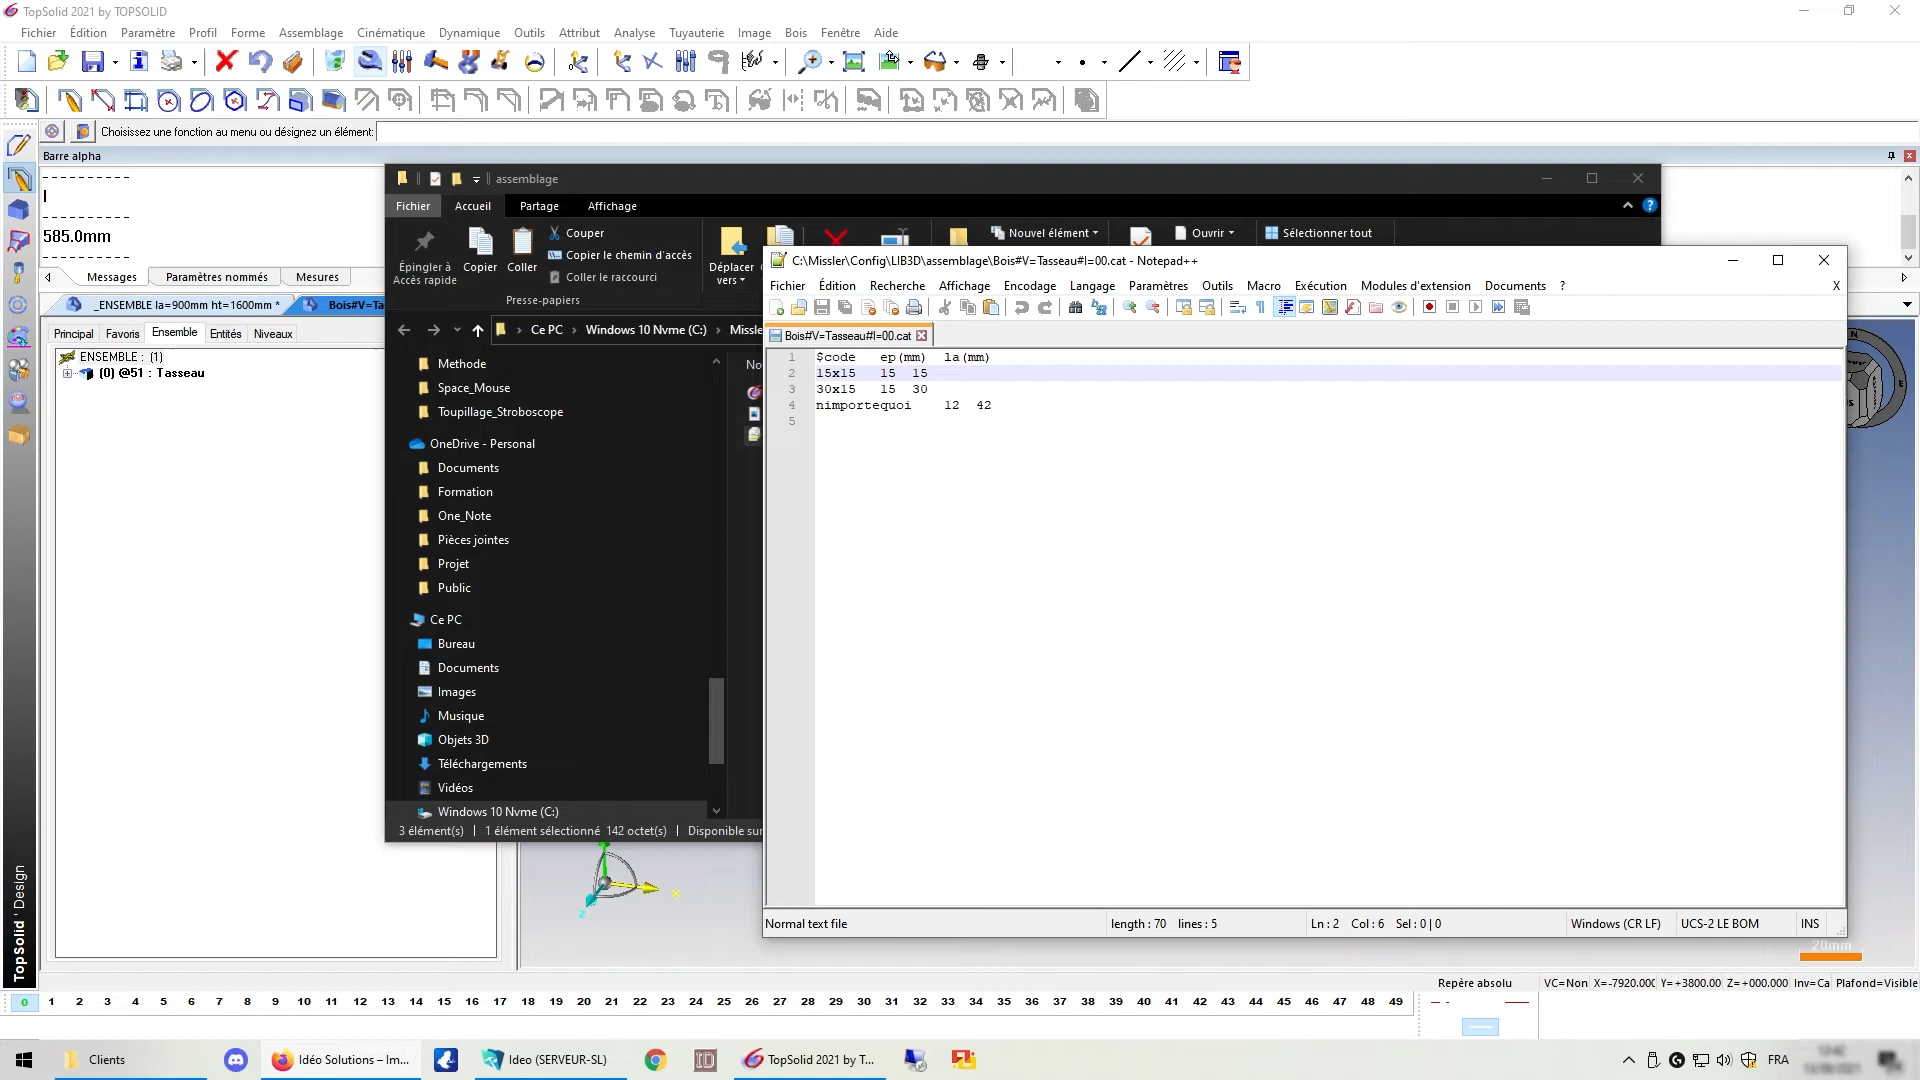 TopSolid 2021 by TOPSOLID
Fichier Édition Paramètre Profil Forme Assemblage Cinématique Dynamique Outils Attribut Analyse Tuyauterie Image Bois Fenêtre Aide
Choisissez une fonction au menu ou désignez un élément:
Barre alpha
----------
l
----------
585.0mm
----------
Messages Paramètres nommés Mesures
_ENSEMBLE la=900mm ht=1600mm * Bois#V=Ta
Principal Favoris Ensemble Entités Niveaux
ENSEMBLE : (1)
(0) @51 : Tasseau
assemblage
Fichier Accueil Partage Affichage
Épingler à Accès rapide
Copier
Coller
Couper
Copier le chemin d'accès
Coller le raccourci
Presse-papiers
Déplacer vers
Nouvel élément
Ouvrir
Sélectionner tout
Ce PC > Windows 10 Nvme (C:) > Missle
No
Methode
Space_Mouse
Toupillage_Stroboscope
OneDrive - Personal
Documents
Formation
One_Note
Pièces jointes
Projet
Public
Ce PC
Bureau
Documents
Images
Musique
Objets 3D
Téléchargements
Vidéos
Windows 10 Nvme (C:)
3 élément(s) | 1 élément sélectionné 142 octet(s) | Disponible sur
C:\Missler\Config\LIB3D\assemblage\Bois#V=Tasseau#I=00.cat - Notepad++
Fichier Édition Recherche Affichage Encodage Langage Paramètres Outils Macro Exécution Modules d'extension Documents ? X
Bois#V=Tasseau#I=00.cat
1 $code ep(mm) la(mm)
2 15x15 15 15
3 30x15 15 30
4 nimportequoi 12 42
5
Normal text file length : 70 lines : 5 Ln : 2 Col : 6 Sel : 0 | 0 Windows (CR LF) UCS-2 LE BOM INS
z x
20mm
TopSolid ' Design
Repère absolu VC=Non X=-7920.00 Y=+3800.00 Z=+000.000 Inv=Ca Plafond=Visible
0 1 2 3 4 5 6 7 8 9 10 11 12 13 14 15 16 17 18 19 20 21 22 23 24 25 26 27 28 29 30 31 32 33 34 35 36 37 38 39 40 41 42 43 44 45 46 47 48 49
Clients Idéo Solutions – Im... Ideo (SERVEUR-SL) TopSolid 2021 by T... FRA